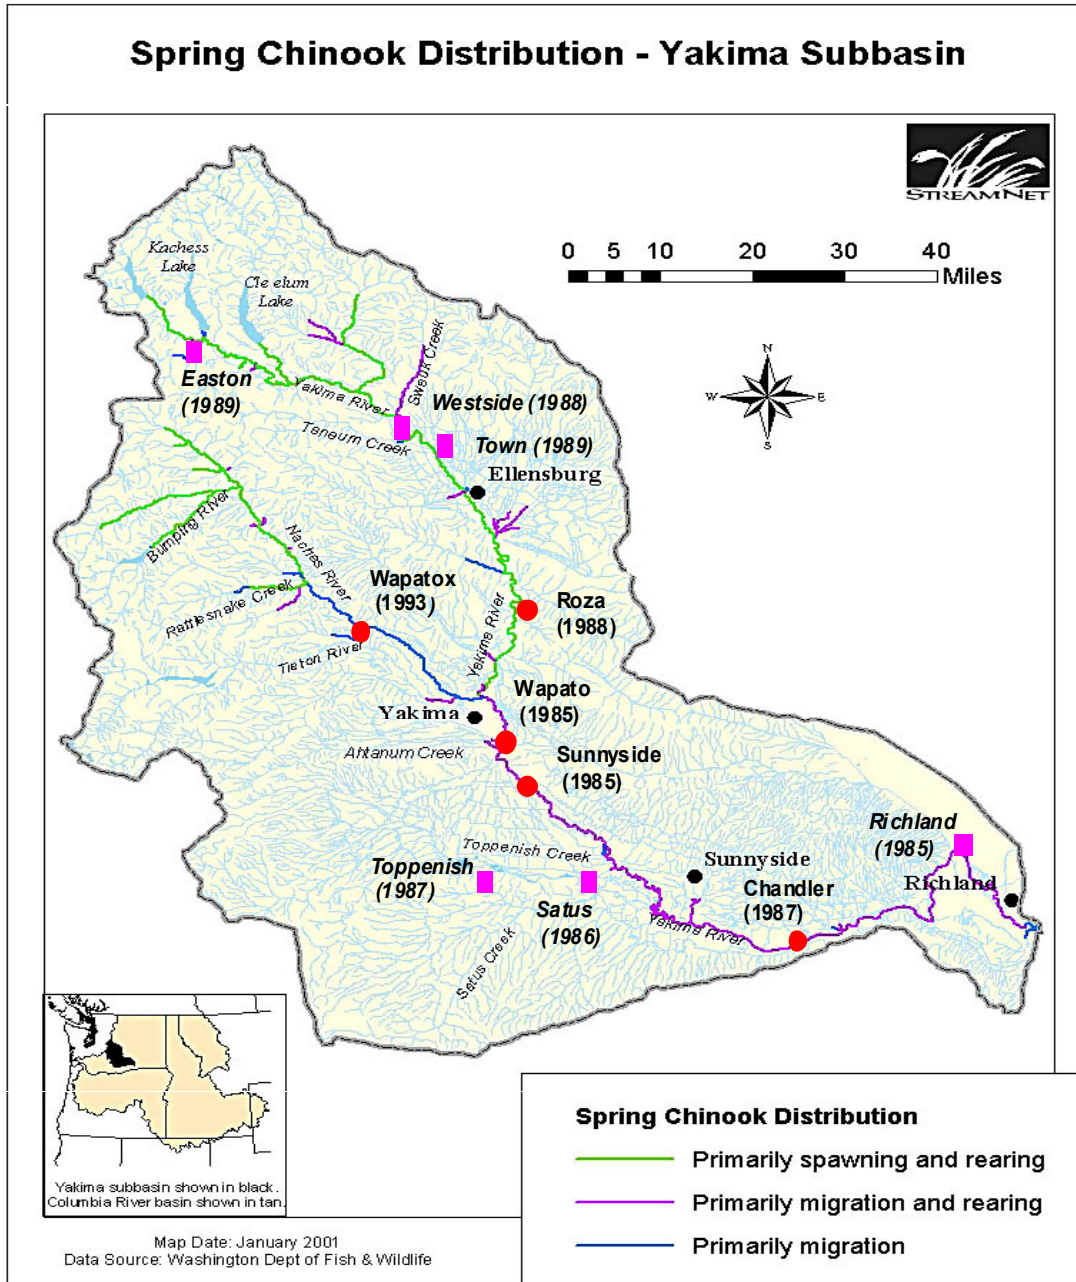 Spring Chinook Distribution - Yakima Subbasin
STREAMNET
0 5 10 20 30 40
Miles
Kachess
Lake
Cle elum
Lake
N
W E
S
Swauk Creek
Easton
(1989)
Yakima River
Westside (1988)
Taneum Creek
Town (1989)
Ellensburg
Bumping River
Naches River
Wapatox
(1993)
Rattlesnake Creek
Roza
(1988)
Tieton River
Yakima River
Wapato
(1985)
Yakima
Ahtanum Creek
Sunnyside
(1985)
Richland
(1985)
Toppenish Creek
Toppenish
(1987)
Sunnyside
Chandler
(1987)
Richland
Satus
(1986)
Yakima River
Satus Creek
Yakima subbasin shown in black.
Columbia River basin shown in tan.
Spring Chinook Distribution
Primarily spawning and rearing
Primarily migration and rearing
Primarily migration
Map Date: January 2001
Data Source: Washington Dept of Fish & Wildlife